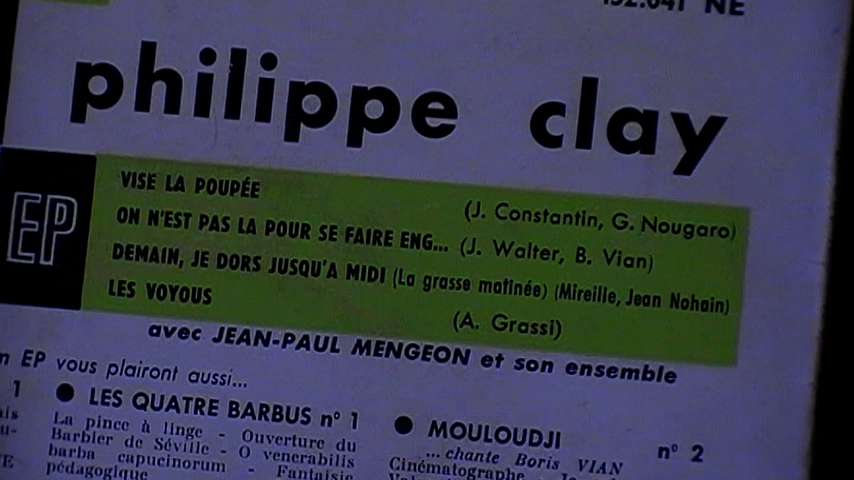 NE
philippe clay
EP
VISE LA POUPÉE (J. Constantin, G. Nougaro)
ON N'EST PAS LA POUR SE FAIRE ENG... (J. Walter, B. Vian)
DEMAIN, JE DORS JUSQU'A MIDI (La grasse matinée) (Mireille, Jean Nohain)
LES VOYOUS (A. Grassi)
avec JEAN-PAUL MENGEON et son ensemble
EP vous plairont aussi...
1
● LES QUATRE BARBUS n° 1
La pince à linge - Ouverture du
Barbier de Séville - O venerabilis
barba capucinorum - Fantaisie
pédagogique
● MOULOUDJI n° 2
...chante Boris VIAN
Cinématographe